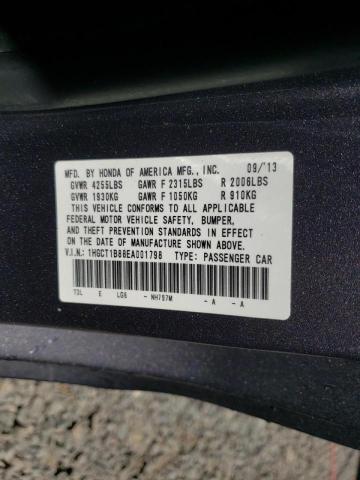 MFD. BY HONDA OF AMERICA MFG., INC. 09/'13
GVWR 4255LBS GAWR F 2315LBS R 2006LBS
GVWR 1930KG GAWR F 1050KG R 910KG
THIS VEHICLE CONFORMS TO ALL APPLICABLE
FEDERAL MOTOR VEHICLE SAFETY, BUMPER,
AND THEFT PREVENTION STANDARDS IN EFFECT
ON THE DATE OF MANUFACTURE SHOWN ABOVE.
V.I.N.: 1HGCT1B86EA001798 TYPE: PASSENGER CAR
T3L E LG6 - NH797M - A - A